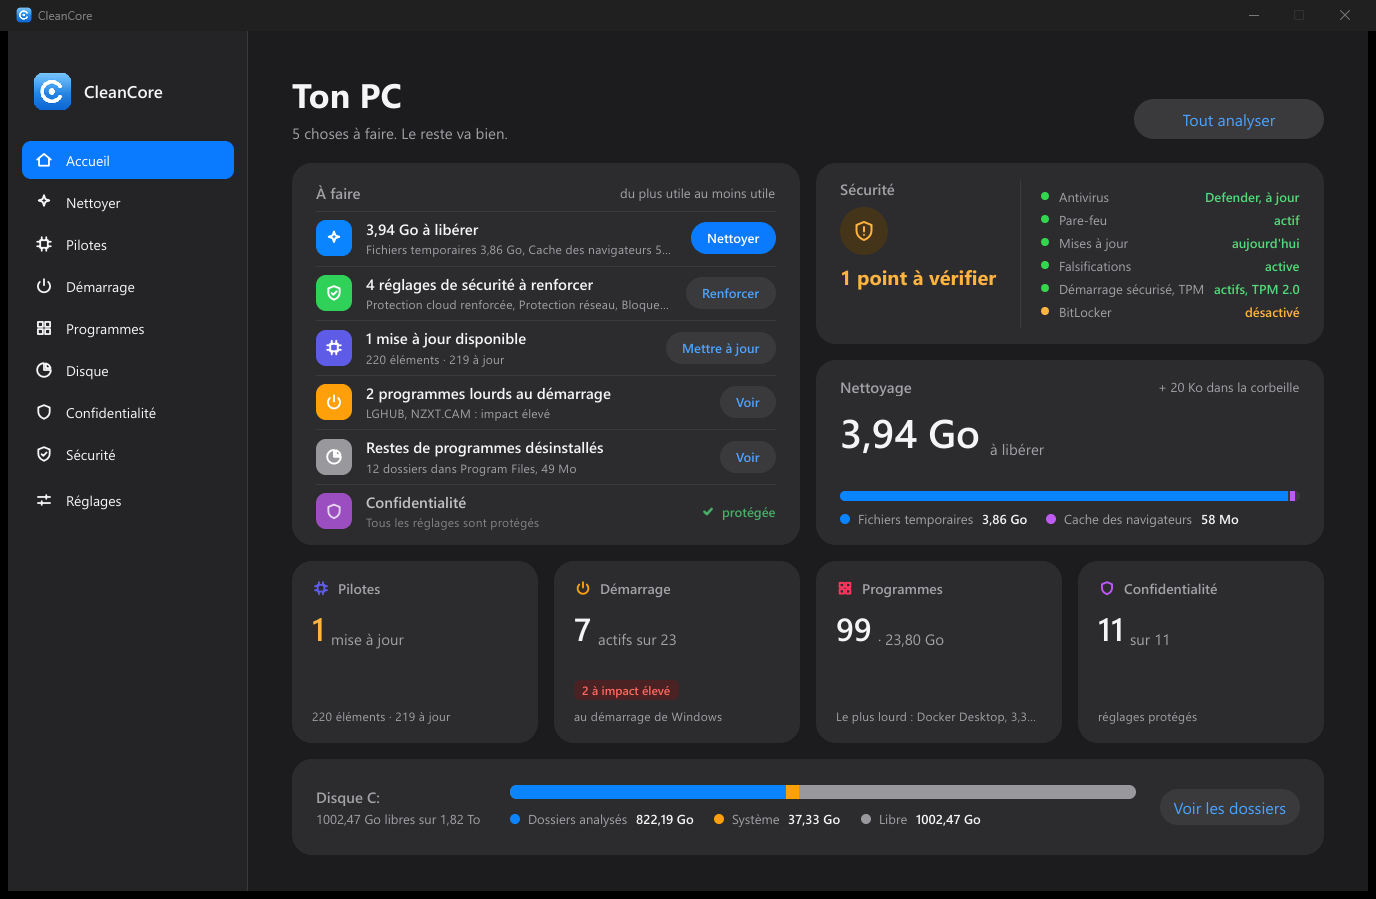 CleanCore
CleanCore
Accueil
Nettoyer
Pilotes
Démarrage
Programmes
Disque
Confidentialité
Sécurité
Réglages
Ton PC
5 choses à faire. Le reste va bien.
Tout analyser
À faire
du plus utile au moins utile
3,94 Go à libérer
Fichiers temporaires 3,86 Go, Cache des navigateurs 5...
Nettoyer
4 réglages de sécurité à renforcer
Protection cloud renforcée, Protection réseau, Bloque...
Renforcer
1 mise à jour disponible
220 éléments · 219 à jour
Mettre à jour
2 programmes lourds au démarrage
LGHUB, NZXT.CAM : impact élevé
Voir
Restes de programmes désinstallés
12 dossiers dans Program Files, 49 Mo
Voir
Confidentialité
Tous les réglages sont protégés
protégée
Sécurité
1 point à vérifier
Antivirus Defender, à jour
Pare-feu actif
Mises à jour aujourd'hui
Falsifications active
Démarrage sécurisé, TPM actifs, TPM 2.0
BitLocker désactivé
Nettoyage
+ 20 Ko dans la corbeille
3,94 Go à libérer
Fichiers temporaires 3,86 Go Cache des navigateurs 58 Mo
Pilotes
1 mise à jour
220 éléments · 219 à jour
Démarrage
7 actifs sur 23
2 à impact élevé
au démarrage de Windows
Programmes
99 · 23,80 Go
Le plus lourd : Docker Desktop, 3,3...
Confidentialité
11 sur 11
réglages protégés
Disque C:
1002,47 Go libres sur 1,82 To
Dossiers analysés 822,19 Go Système 37,33 Go Libre 1002,47 Go
Voir les dossiers